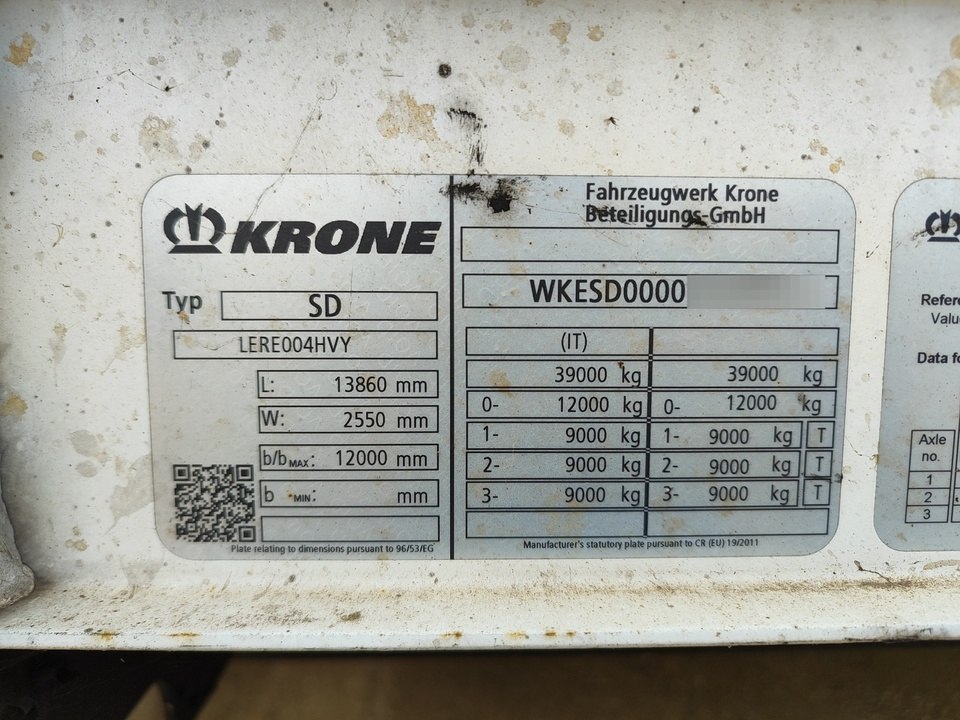 KRONE
Typ SD
LERE004HVY
L: 13860 mm
W: 2550 mm
b/b MAX: 12000 mm
b MIN: mm
Plate relating to dimensions pursuant to 96/53/EG
Fahrzeugwerk Krone
Beteiligungs-GmbH
WKESD0000
(IT)
39000 kg 39000 kg
0- 12000 kg 0- 12000 kg
1- 9000 kg 1- 9000 kg T
2- 9000 kg 2- 9000 kg T
3- 9000 kg 3- 9000 kg T
Manufacturer's statutory plate pursuant to CR (EU) 19/2011
Data
Axle
no.
1
2
3